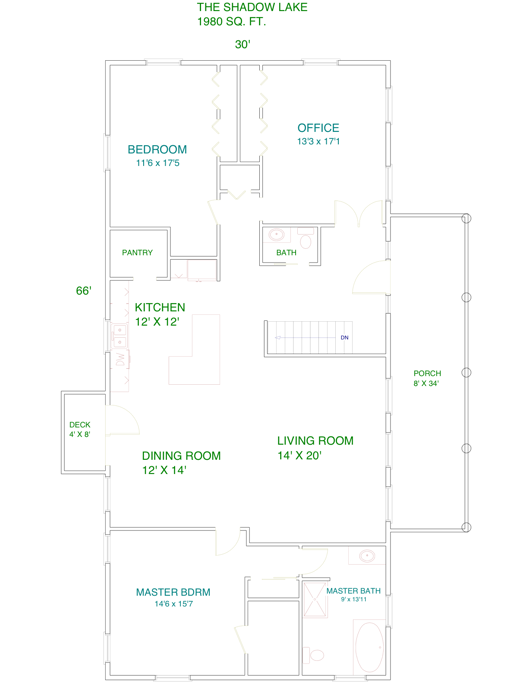 THE SHADOW LAKE
1980 SQ. FT.
30'
OFFICE
13'3 x 17'1
BEDROOM
11'6 x 17'5
PANTRY
BATH
66'
KITCHEN
12' X 12'
DN
DW
PORCH
8' X 34'
DECK
4' X 8'
LIVING ROOM
14' X 20'
DINING ROOM
12' X 14'
MASTER BDRM
14'6 x 15'7
MASTER BATH
9' x 13'11